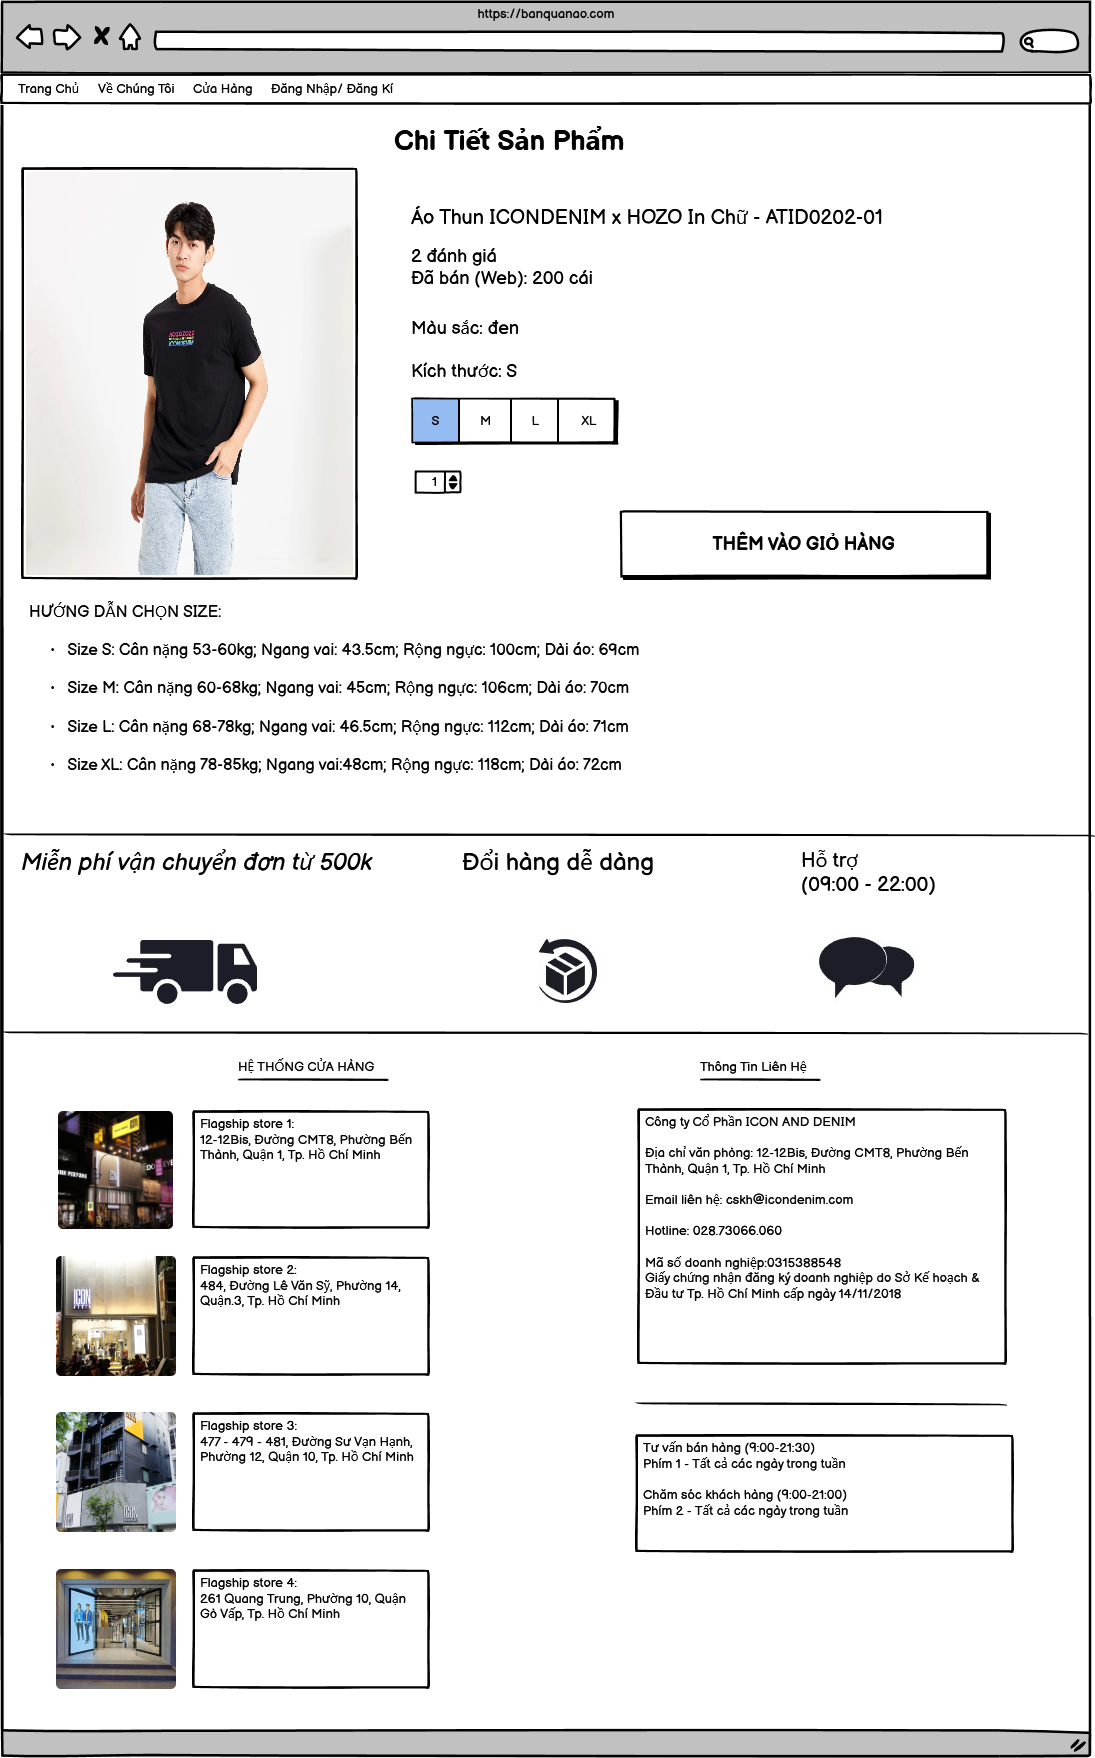 https://banquanao.com
Trang Chủ Về Chúng Tôi Cửa Hàng Đăng Nhập/ Đăng Kí
Chi Tiết Sản Phẩm
Áo Thun ICONDENIM x HOZO In Chữ - ATID0202-01
2 đánh giá
Đã bán (Web): 200 cái
Màu sắc: đen
Kích thước: S
S M L XL
1
THÊM VÀO GIỎ HÀNG
ICONDENIM
HƯỚNG DẪN CHỌN SIZE:
• Size S: Cân nặng 53-60kg; Ngang vai: 43.5cm; Rộng ngực: 100cm; Dài áo: 69cm
• Size M: Cân nặng 60-68kg; Ngang vai: 45cm; Rộng ngực: 106cm; Dài áo: 70cm
• Size L: Cân nặng 68-78kg; Ngang vai: 46.5cm; Rộng ngực: 112cm; Dài áo: 71cm
• Size XL: Cân nặng 78-85kg; Ngang vai:48cm; Rộng ngực: 118cm; Dài áo: 72cm
Miễn phí vận chuyển đơn từ 500k
Đổi hàng dễ dàng
Hỗ trợ
(09:00 - 22:00)
HỆ THỐNG CỬA HÀNG
Flagship store 1:
12-12Bis, Đường CMT8, Phường Bến
Thành, Quận 1, Tp. Hồ Chí Minh
ICON
Flagship store 2:
484, Đường Lê Văn Sỹ, Phường 14,
Quận.3, Tp. Hồ Chí Minh
Flagship store 3:
477 - 479 - 481, Đường Sư Vạn Hạnh,
Phường 12, Quận 10, Tp. Hồ Chí Minh
ICON
Flagship store 4:
261 Quang Trung, Phường 10, Quận
Gò Vấp, Tp. Hồ Chí Minh
Thông Tin Liên Hệ
Công ty Cổ Phần ICON AND DENIM
Địa chỉ văn phòng: 12-12Bis, Đường CMT8, Phường Bến
Thành, Quận 1, Tp. Hồ Chí Minh
Email liên hệ: cskh@icondenim.com
Hotline: 028.73066.060
Mã số doanh nghiệp:0315388548
Giấy chứng nhận đăng ký doanh nghiệp do Sở Kế hoạch &
Đầu tư Tp. Hồ Chí Minh cấp ngày 14/11/2018
Tư vấn bán hàng (9:00-21:30)
Phím 1 - Tất cả các ngày trong tuần
Chăm sóc khách hàng (9:00-21:00)
Phím 2 - Tất cả các ngày trong tuần